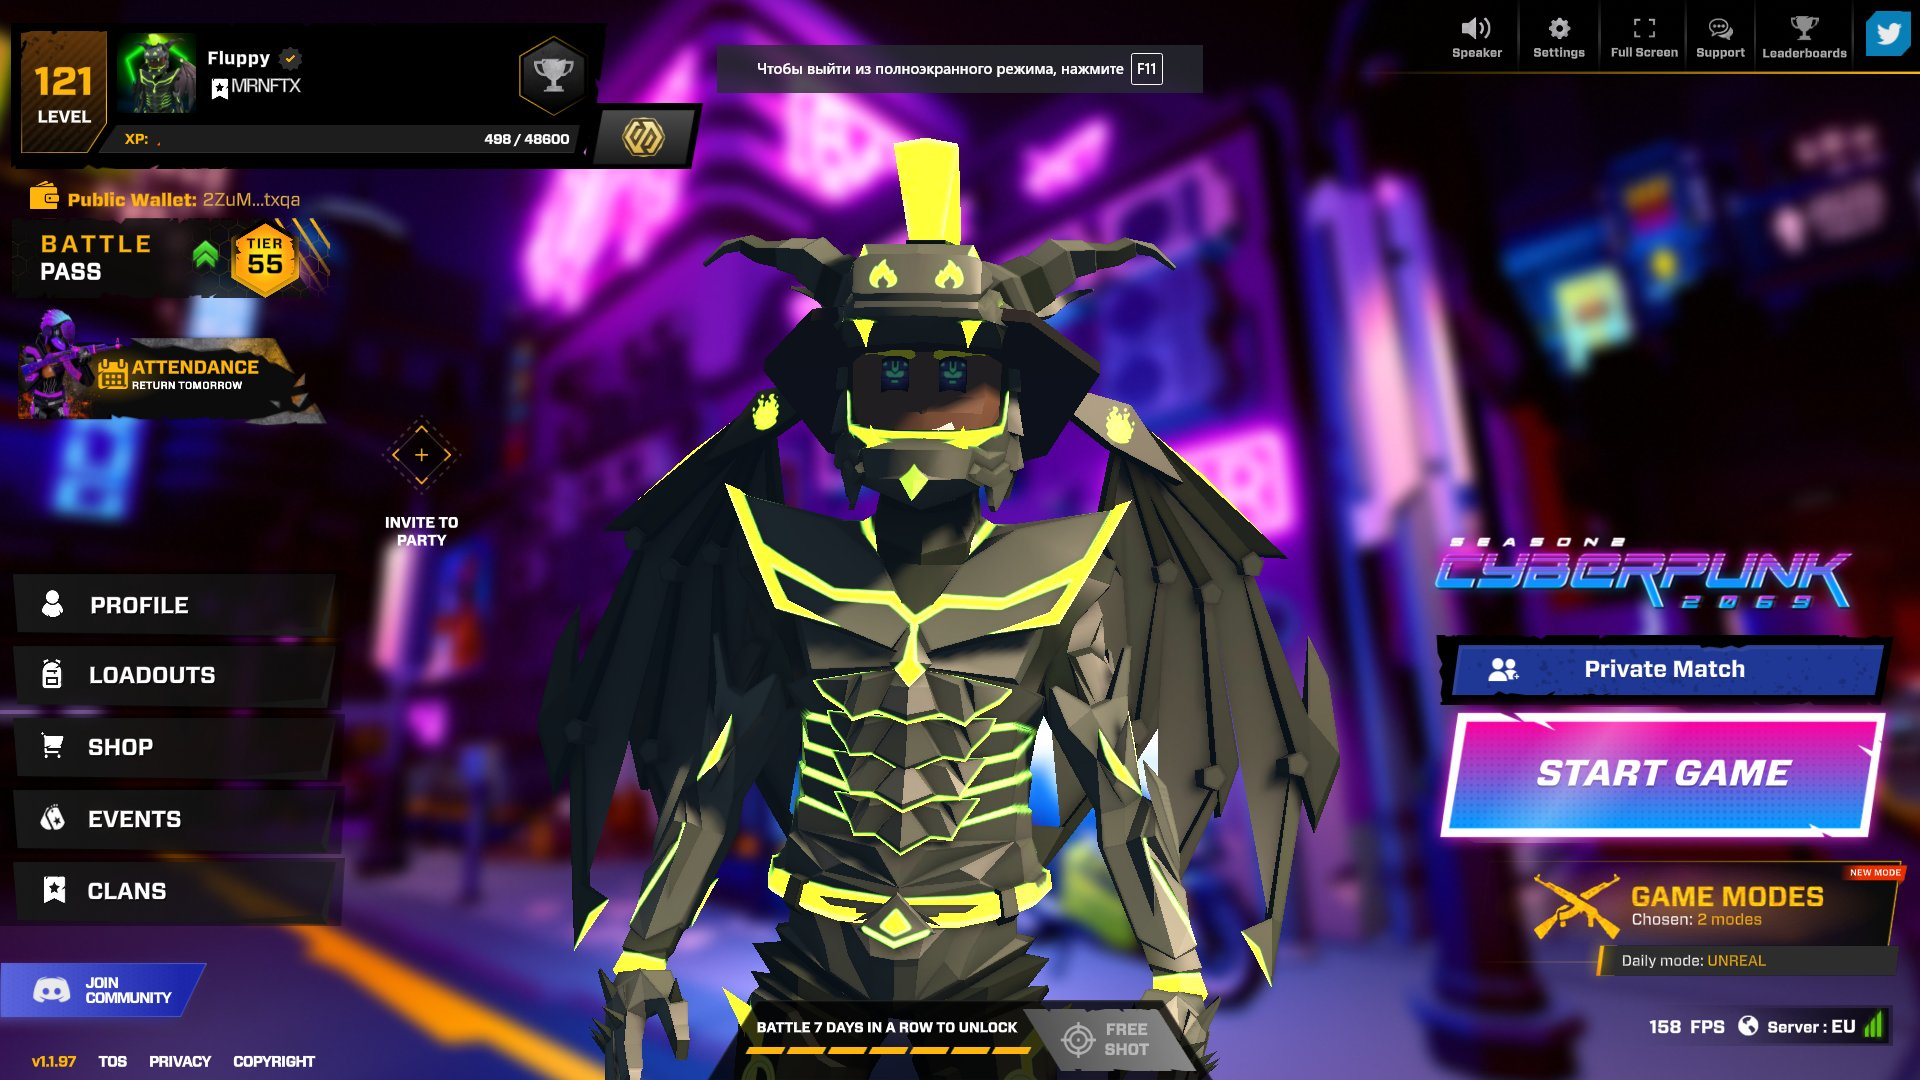 121
LEVEL
Fluppy
MRNFTX
XP:
498 / 48600
Чтобы выйти из полноэкранного режима, нажмите F11
Speaker
Settings
Full Screen
Support
Leaderboards
Public Wallet: 2ZuM...txqa
BATTLE
PASS
TIER
55
ATTENDANCE
RETURN TOMORROW
+
INVITE TO
PARTY
PROFILE
LOADOUTS
SHOP
EVENTS
CLANS
JOIN
COMMUNITY
v1.1.97
TOS
PRIVACY
COPYRIGHT
BATTLE 7 DAYS IN A ROW TO UNLOCK
FREE
SHOT
SEASON 2
CYBERPUNK
2069
Private Match
START GAME
NEW MODE
GAME MODES
Chosen: 2 modes
Daily mode: UNREAL
158 FPS
Server : EU